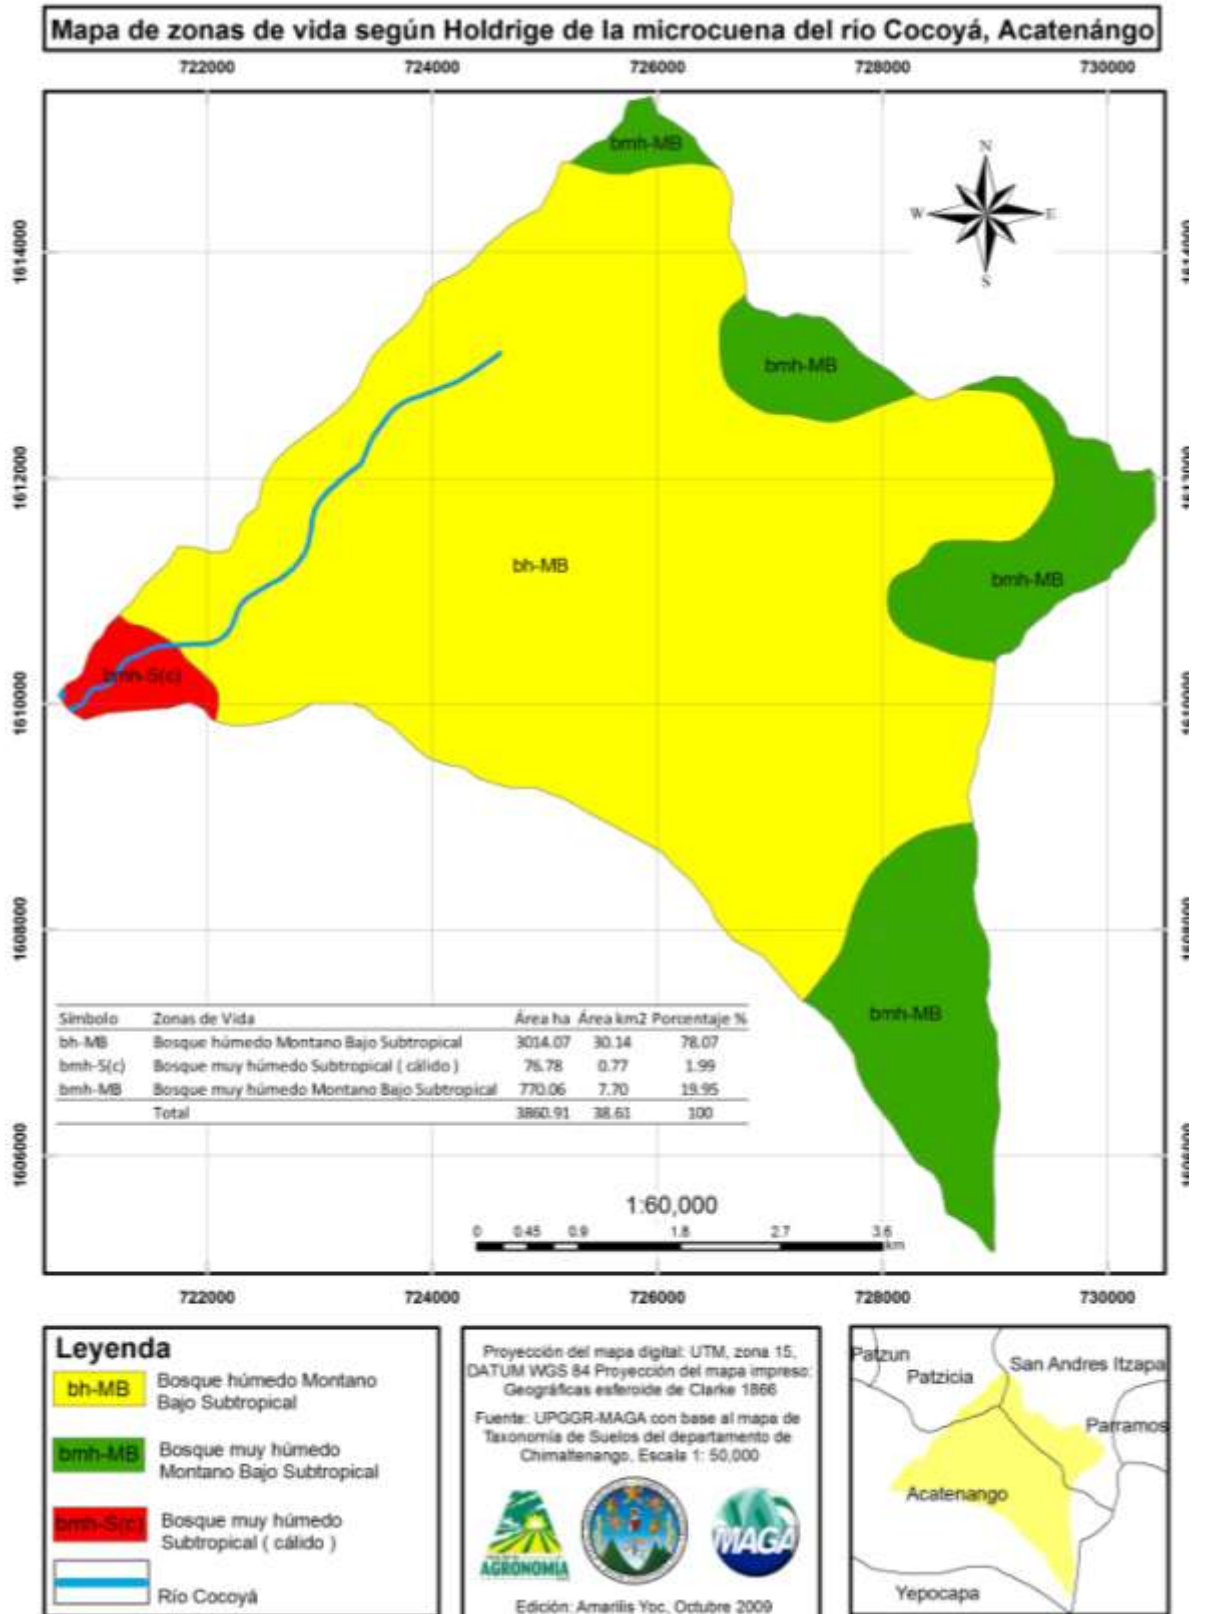 Mapa de zonas de vida según Holdrige de la microcuena del río Cocoyá, Acatenángo
722000 724000 726000 728000 730000
bmh-MB
N
W E
S
1614000 1614000
bmh-MB
1612000 1612000
bh-MB
bmh-MB
bmh-S(c)
1610000 1610000
1608000 1608000
bmh-MB
Símbolo Zonas de Vida Área ha Área km2 Porcentaje %
bh-MB Bosque húmedo Montano Bajo Subtropical 3014.07 30.14 78.07
bmh-S(c) Bosque muy húmedo Subtropical ( cálido ) 76.78 0.77 1.99
bmh-MB Bosque muy húmedo Montano Bajo Subtropical 770.06 7.70 19.95
Total 3860.91 38.61 100
1606000 1606000
1:60,000
0 0.45 0.9 1.8 2.7 3.6
km
722000 724000 726000 728000 730000
Leyenda
bh-MB Bosque húmedo Montano
Bajo Subtropical
bmh-MB Bosque muy húmedo
Montano Bajo Subtropical
bmh-S(c) Bosque muy húmedo
Subtropical ( cálido )
Río Cocoyá
Proyección del mapa digital: UTM, zona 15,
DATUM WGS 84 Proyección del mapa impreso:
Geográficas esferoide de Clarke 1866
Fuente: UPGGR-MAGA con base al mapa de
Taxonomía de Suelos del departamento de
Chimaltenango. Escala 1: 50,000
AGRONOMIA
MAGA
Edición: Amarilis Yoc, Octubre 2009
Patzun
Patzicia
San Andres Itzapa
Parramos
Acatenango
Yepocapa